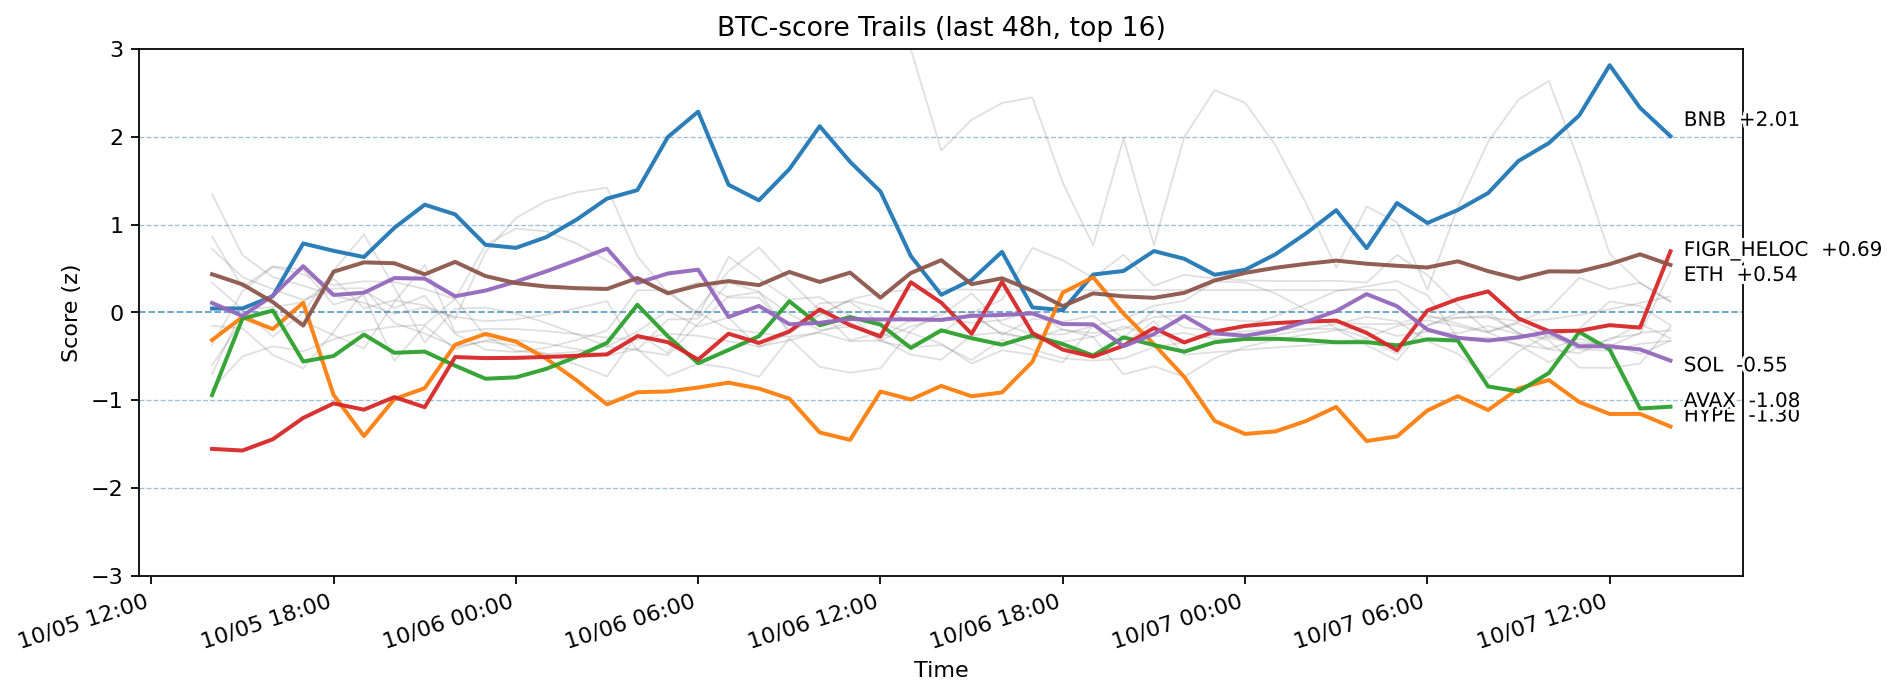 BTC-score Trails (last 48h, top 16)
Score (z)
3
2
1
0
−1
−2
−3
BNB +2.01
FIGR_HELOC +0.69
ETH +0.54
SOL -0.55
AVAX -1.08
HYPE -1.30
10/05 12:00
10/05 18:00
10/06 00:00
10/06 06:00
10/06 12:00
10/06 18:00
10/07 00:00
10/07 06:00
10/07 12:00
Time